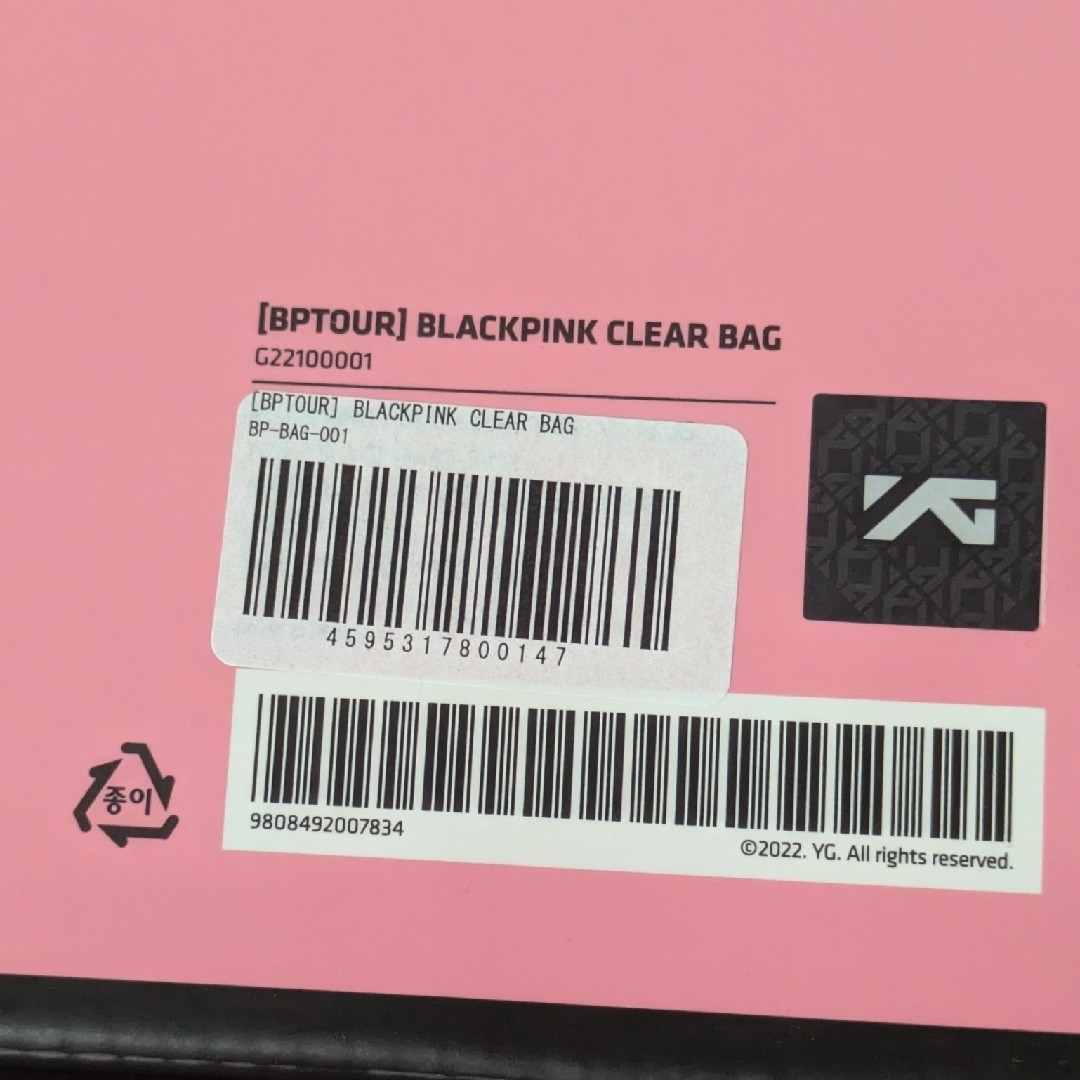 [BPTOUR] BLACKPINK CLEAR BAG
G22100001
[BPTOUR] BLACKPINK CLEAR BAG
BP-BAG-001
4595317800147
YG
9808492007834
©2022. YG. All rights reserved.
종이